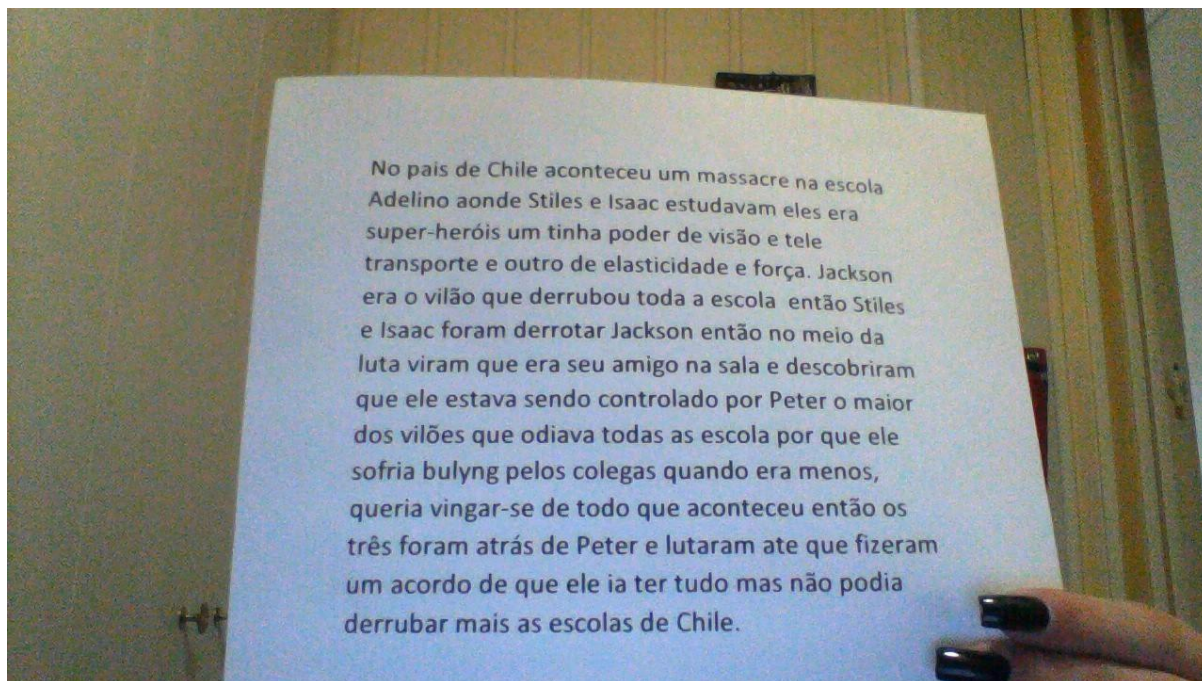 No pais de Chile aconteceu um massacre na escola
Adelino aonde Stiles e Isaac estudavam eles era
super-heróis um tinha poder de visão e tele
transporte e outro de elasticidade e força. Jackson
era o vilão que derrubou toda a escola então Stiles
e Isaac foram derrotar Jackson então no meio da
luta viram que era seu amigo na sala e descobriram
que ele estava sendo controlado por Peter o maior
dos vilões que odiava todas as escola por que ele
sofria bulyng pelos colegas quando era menos,
queria vingar-se de todo que aconteceu então os
três foram atrás de Peter e lutaram ate que fizeram
um acordo de que ele ia ter tudo mas não podia
derrubar mais as escolas de Chile.